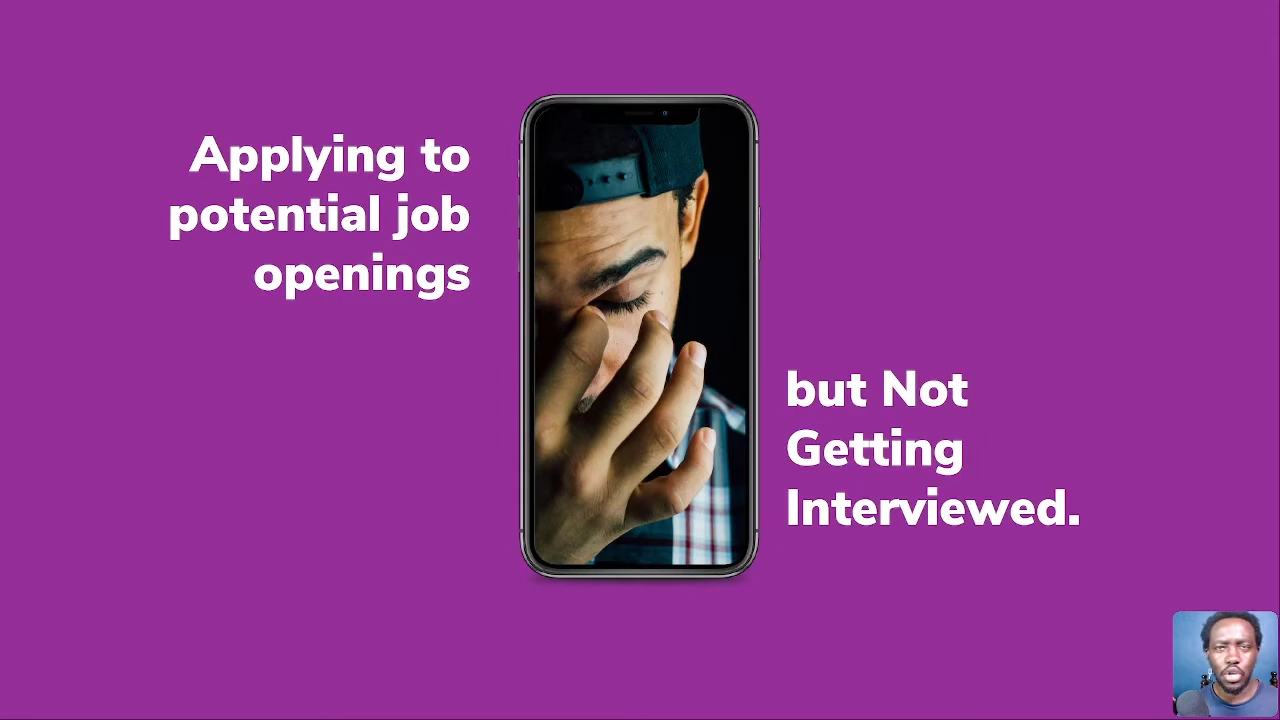 Applying to
potential job
openings
but Not
Getting
Interviewed.